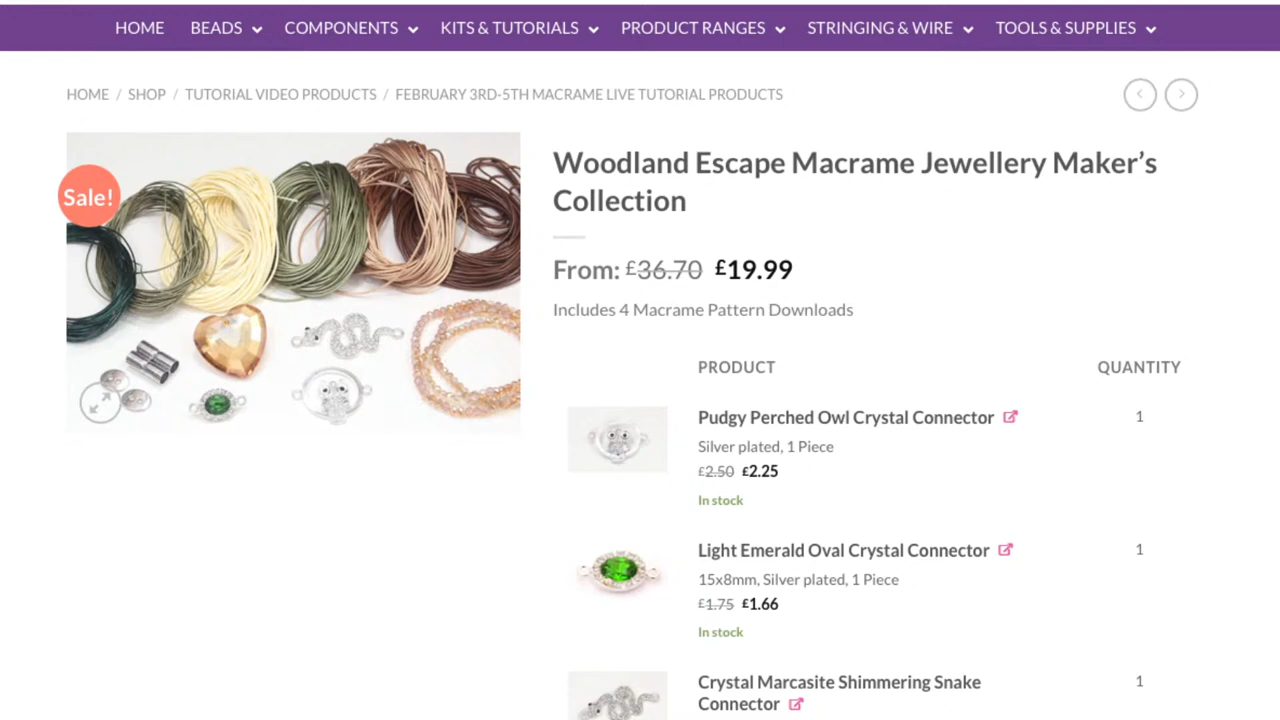 HOME BEADS COMPONENTS KITS & TUTORIALS PRODUCT RANGES STRINGING & WIRE TOOLS & SUPPLIES
HOME / SHOP / TUTORIAL VIDEO PRODUCTS / FEBRUARY 3RD-5TH MACRAME LIVE TUTORIAL PRODUCTS
Sale!
Woodland Escape Macrame Jewellery Maker’s
Collection
From: £36.70 £19.99
Includes 4 Macrame Pattern Downloads
PRODUCT QUANTITY
Pudgy Perched Owl Crystal Connector 1
Silver plated, 1 Piece
£2.50 £2.25
In stock
Light Emerald Oval Crystal Connector 1
15x8mm, Silver plated, 1 Piece
£1.75 £1.66
In stock
Crystal Marcasite Shimmering Snake 1
Connector